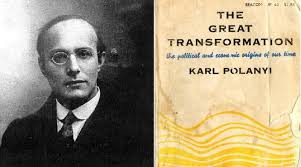 THE
GREAT
TRANSFORMATION
the political and economic origins of our time
KARL POLANYI